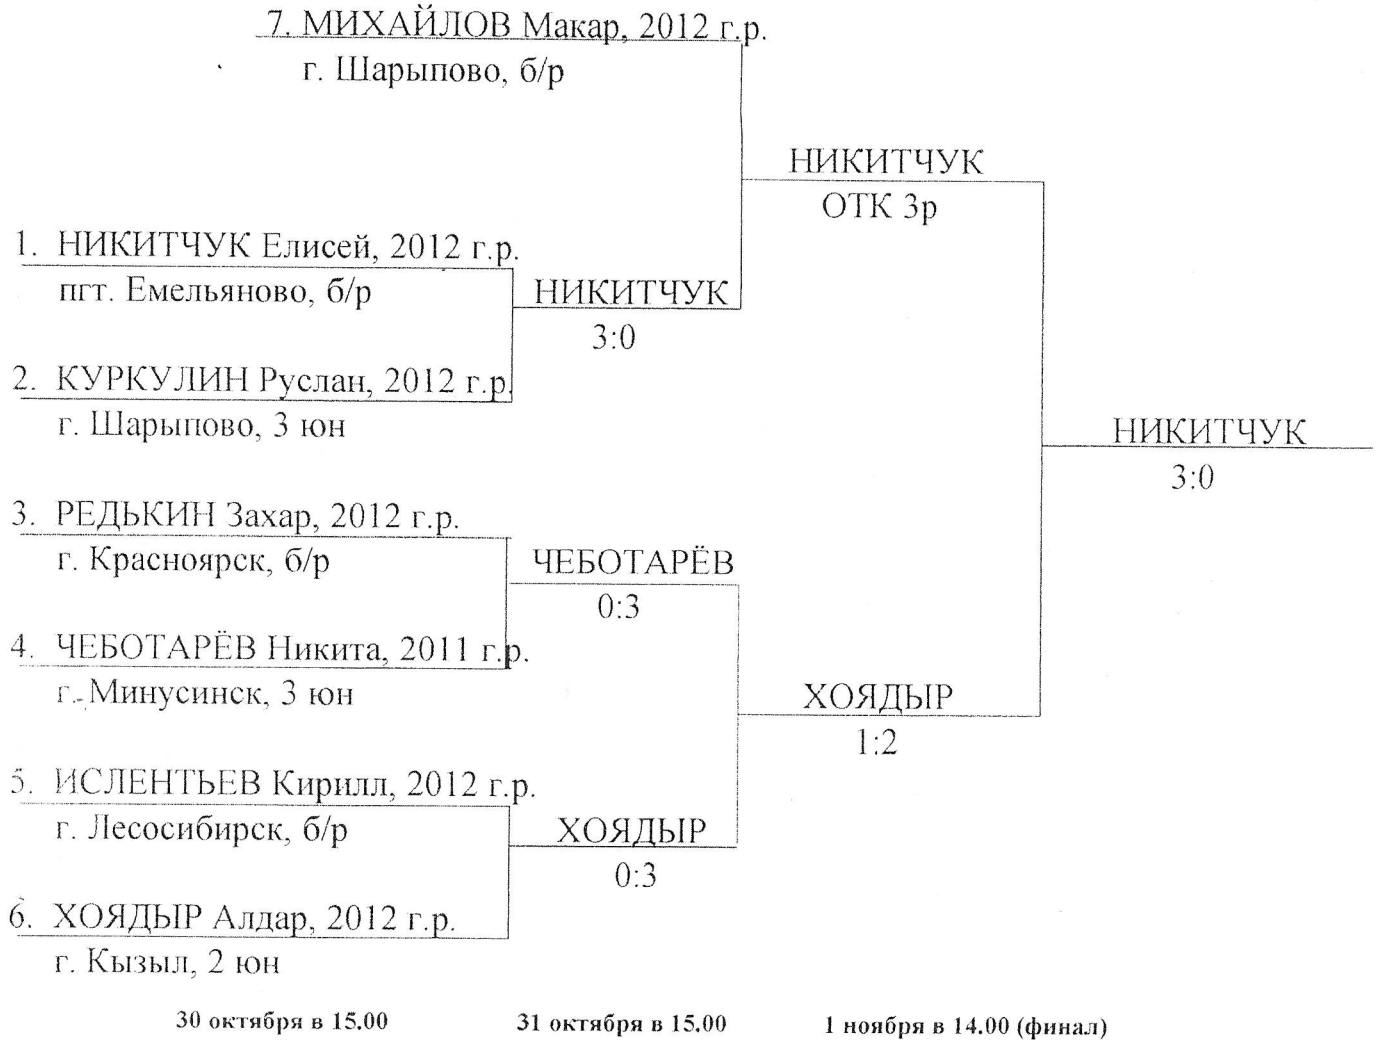 7. МИХАЙЛОВ Макар, 2012 г.р.
г. Шарыпово, б/р
НИКИТЧУК
ОТК 3р
1. НИКИТЧУК Елисей, 2012 г.р.
пгт. Емельяново, б/р
НИКИТЧУК
3:0
2. КУРКУЛИН Руслан, 2012 г.р.
г. Шарыпово, 3 юн
НИКИТЧУК
3:0
3. РЕДЬКИН Захар, 2012 г.р.
г. Красноярск, б/р
ЧЕБОТАРЁВ
0:3
4. ЧЕБОТАРЁВ Никита, 2011 г.р.
г. Минусинск, 3 юн
ХОЯДЫР
1:2
5. ИСЛЕНТЬЕВ Кирилл, 2012 г.р.
г. Лесосибирск, б/р
ХОЯДЫР
0:3
6. ХОЯДЫР Алдар, 2012 г.р.
г. Кызыл, 2 юн
30 октября в 15.00
31 октября в 15.00
1 ноября в 14.00 (финал)